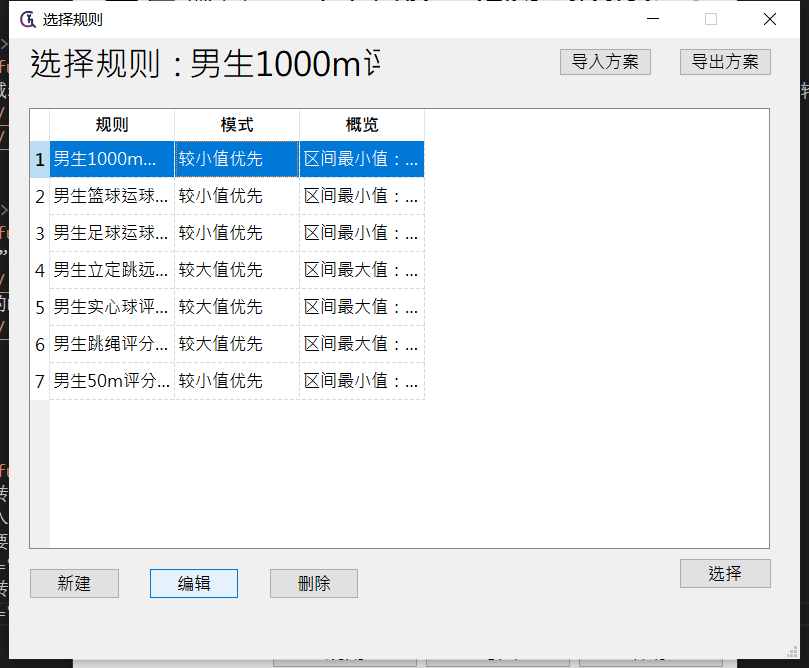 选择规则
选择规则：男生1000m评
导入方案 导出方案
规则 模式 概览
1 男生1000m... 较小值优先 区间最小值：...
2 男生篮球运球... 较小值优先 区间最小值：...
3 男生足球运球... 较小值优先 区间最小值：...
4 男生立定跳远... 较大值优先 区间最大值：...
5 男生实心球评... 较大值优先 区间最大值：...
6 男生跳绳评分... 较大值优先 区间最大值：...
7 男生50m评分... 较小值优先 区间最小值：...
新建 编辑 删除 选择